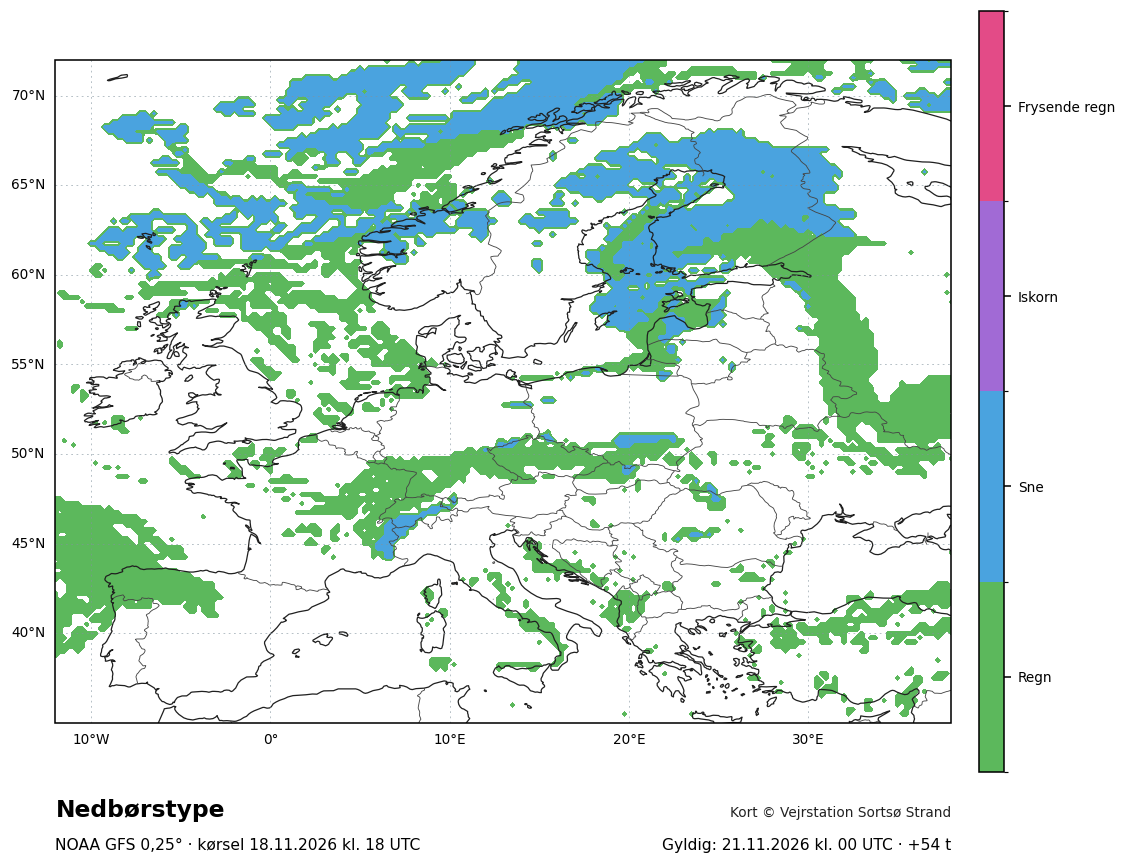 70°N
65°N
60°N
55°N
50°N
45°N
40°N
10°W
0°
10°E
20°E
30°E
Frysende regn
Iskorn
Sne
Regn
Nedbørstype
Kort © Vejrstation Sortsø Strand
NOAA GFS 0,25° · kørsel 18.11.2026 kl. 18 UTC
Gyldig: 21.11.2026 kl. 00 UTC · +54 t